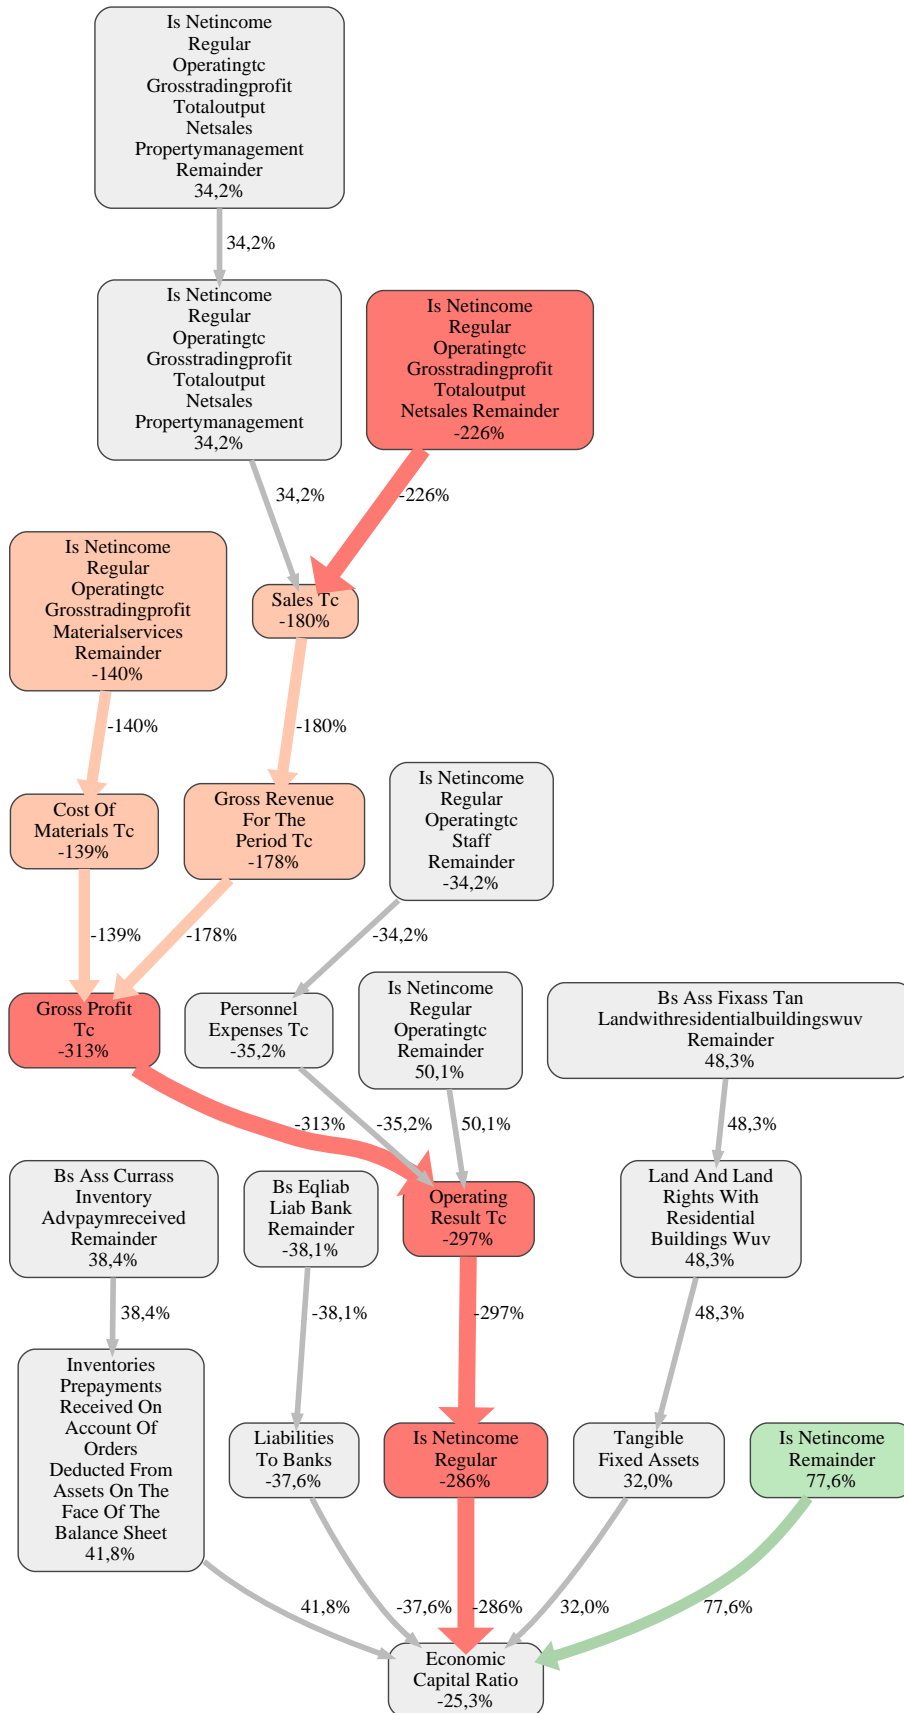 Is Netincome
Regular
Operatingtc
Grosstradingprofit
Totaloutput
Netsales
Propertymanagement
Remainder
34,2%
34,2%
Is Netincome
Regular
Operatingtc
Grosstradingprofit
Totaloutput
Netsales
Propertymanagement
34,2%
Is Netincome
Regular
Operatingtc
Grosstradingprofit
Totaloutput
Netsales Remainder
-226%
34,2%
-226%
Is Netincome
Regular
Operatingtc
Grosstradingprofit
Materialservices
Remainder
-140%
Sales Tc
-180%
-140%
-180%
Cost Of
Materials Tc
-139%
Gross Revenue
For The
Period Tc
-178%
Is Netincome
Regular
Operatingtc
Staff
Remainder
-34,2%
-139%
-178%
-34,2%
Gross Profit
Tc
-313%
Personnel
Expenses Tc
-35,2%
Is Netincome
Regular
Operatingtc
Remainder
50,1%
Bs Ass Fixass Tan
Landwithresidentialbuildingswuv
Remainder
48,3%
-313%
-35,2%
50,1%
48,3%
Bs Ass Currass
Inventory
Advpaymreceived
Remainder
38,4%
Bs Eqliab
Liab Bank
Remainder
-38,1%
Operating
Result Tc
-297%
Land And Land
Rights With
Residential
Buildings Wuv
48,3%
38,4%
-38,1%
-297%
48,3%
Inventories
Prepayments
Received On
Account Of
Orders
Deducted From
Assets On The
Face Of The
Balance Sheet
41,8%
Liabilities
To Banks
-37,6%
Is Netincome
Regular
-286%
Tangible
Fixed Assets
32,0%
Is Netincome
Remainder
77,6%
41,8%
-37,6%
-286%
32,0%
77,6%
Economic
Capital Ratio
-25,3%